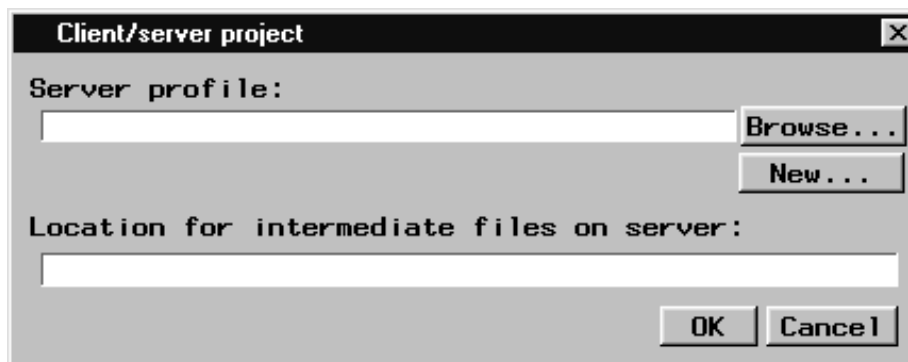 Client/server project
Server profile:
Browse...
New...
Location for intermediate files on server:
OK Cancel